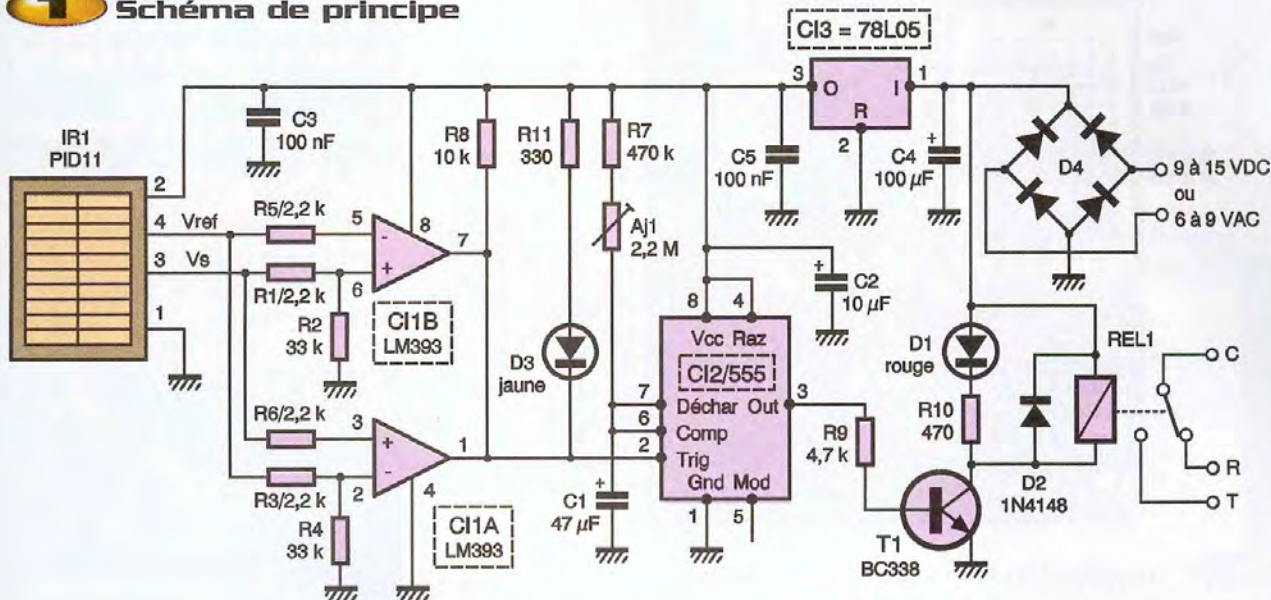 1
Schéma de principe
CI3 = 78L05
3
O
I
1
R
2
C3
100 nF
IR1
PID11
2
4
Vref
3
Vs
1
R5/2,2 k
5
-
8
7
R1/2,2 k
+
6
R2
33 k
CI1B
LM393
R6/2,2 k
3
+
1
R3/2,2 k
-
2
4
R4
33 k
CI1A
LM393
R8
10 k
R11
330
R7
470 k
Aj1
2,2 M
D3
jaune
C1
+
47 µF
C5
100 nF
C4
+
100 µF
C2
+
10 µF
8
4
Vcc Raz
CI2/555
7
Déchar Out
3
6
Comp
2
Trig
Gnd Mod
1
5
R9
4,7 k
T1
BC338
D1
rouge
R10
470
D2
1N4148
REL1
C
R
T
D4
9 à 15 VDC
ou
6 à 9 VAC